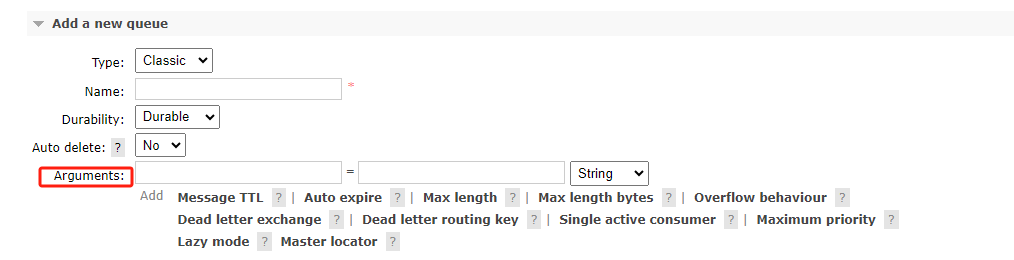 Add a new queue
Type: Classic
Name: *
Durability: Durable
Auto delete: ? No
Arguments: = String
Add Message TTL ? | Auto expire ? | Max length ? | Max length bytes ? | Overflow behaviour ?
Dead letter exchange ? | Dead letter routing key ? | Single active consumer ? | Maximum priority ?
Lazy mode ? Master locator ?